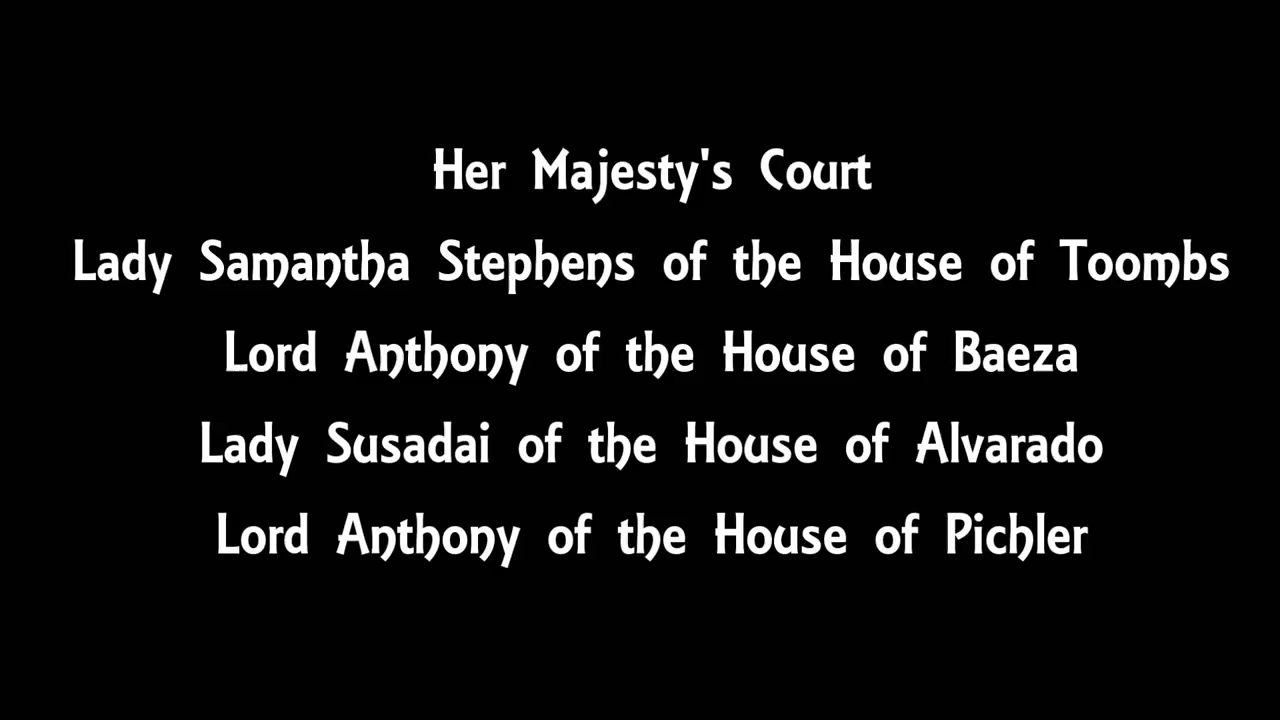 Her Majesty's Court
Lady Samantha Stephens of the House of Toombs
Lord Anthony of the House of Baeza
Lady Susadai of the House of Alvarado
Lord Anthony of the House of Pichler